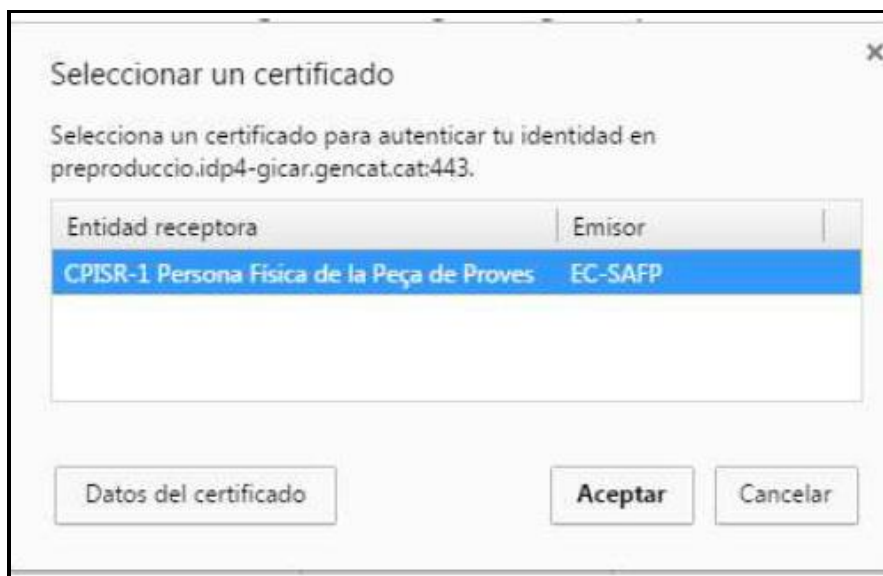 Seleccionar un certificado
Selecciona un certificado para autenticar tu identidad en
preproduccio.idp4-gicar.gencat.cat:443.
Entidad receptora Emisor
CPISR-1 Persona Física de la Peça de Proves EC-SAFP
Datos del certificado Aceptar Cancelar